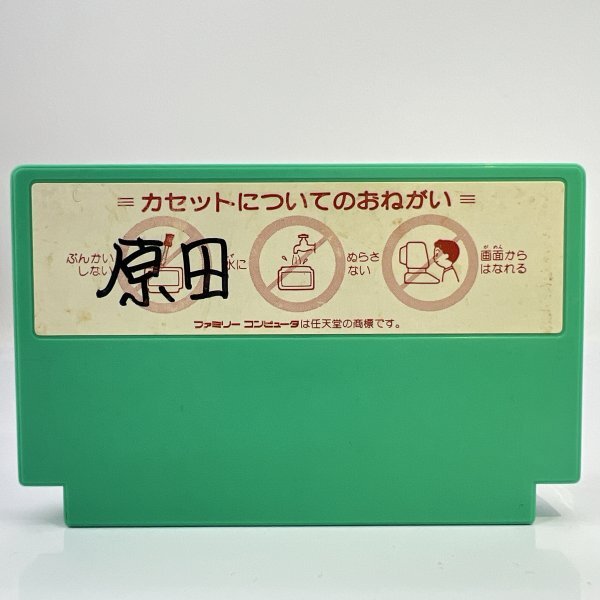 カセット・についてのおねがい
ぶんかい
しない
原田
水に
ぬらさ
ない
が めん
画面から
はなれる
ファミリー コンピュータは任天堂の商標です。